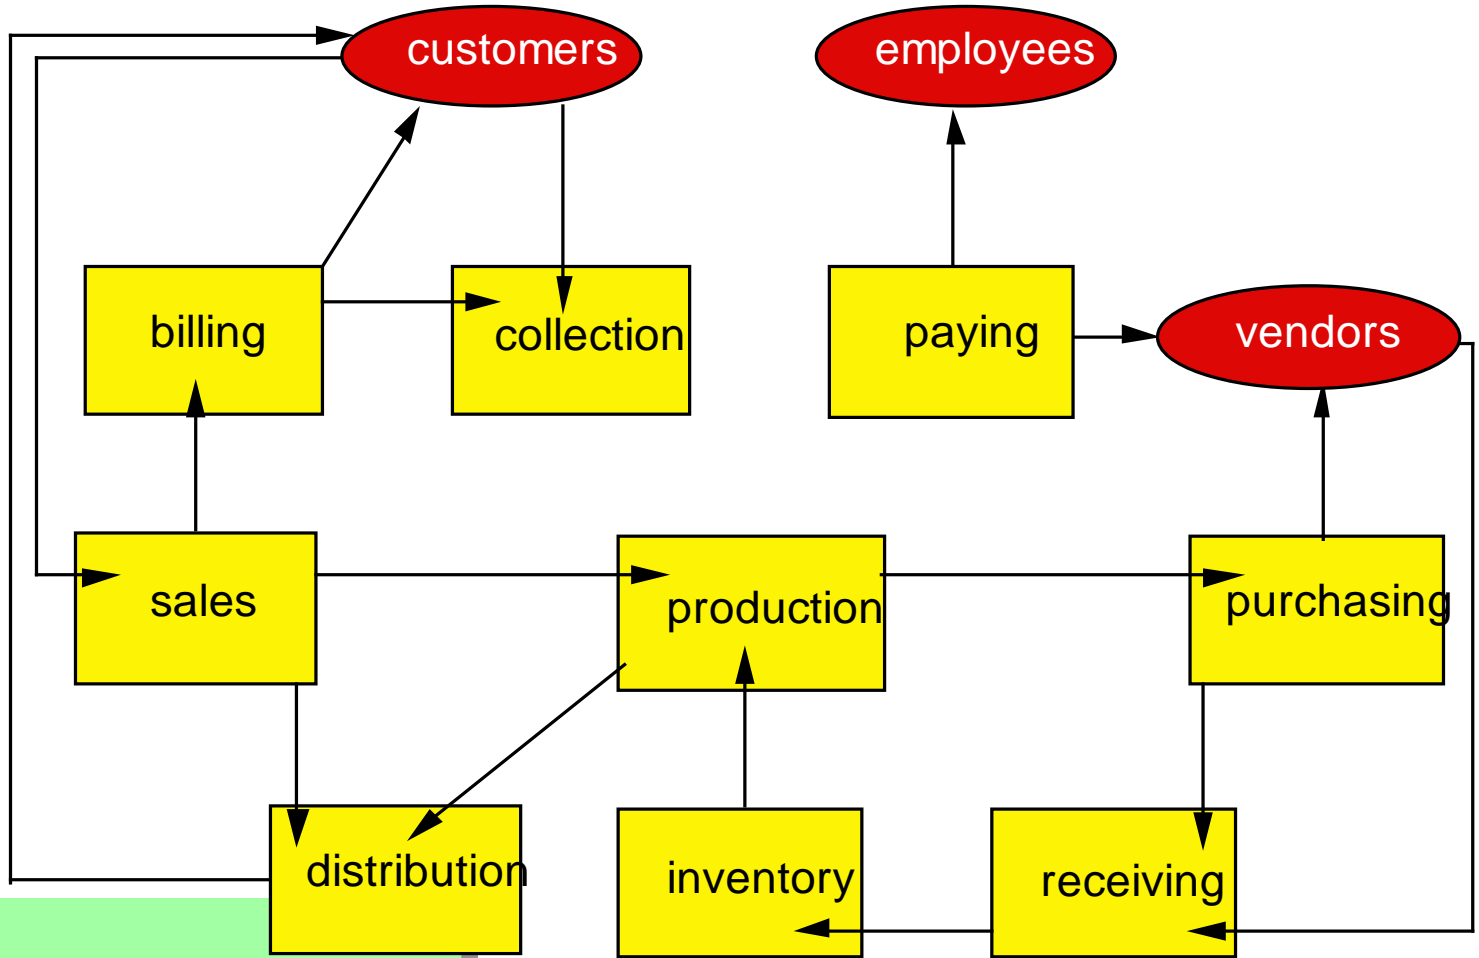 customers
employees
billing
collection
paying
vendors
sales
production
purchasing
distribution
inventory
receiving